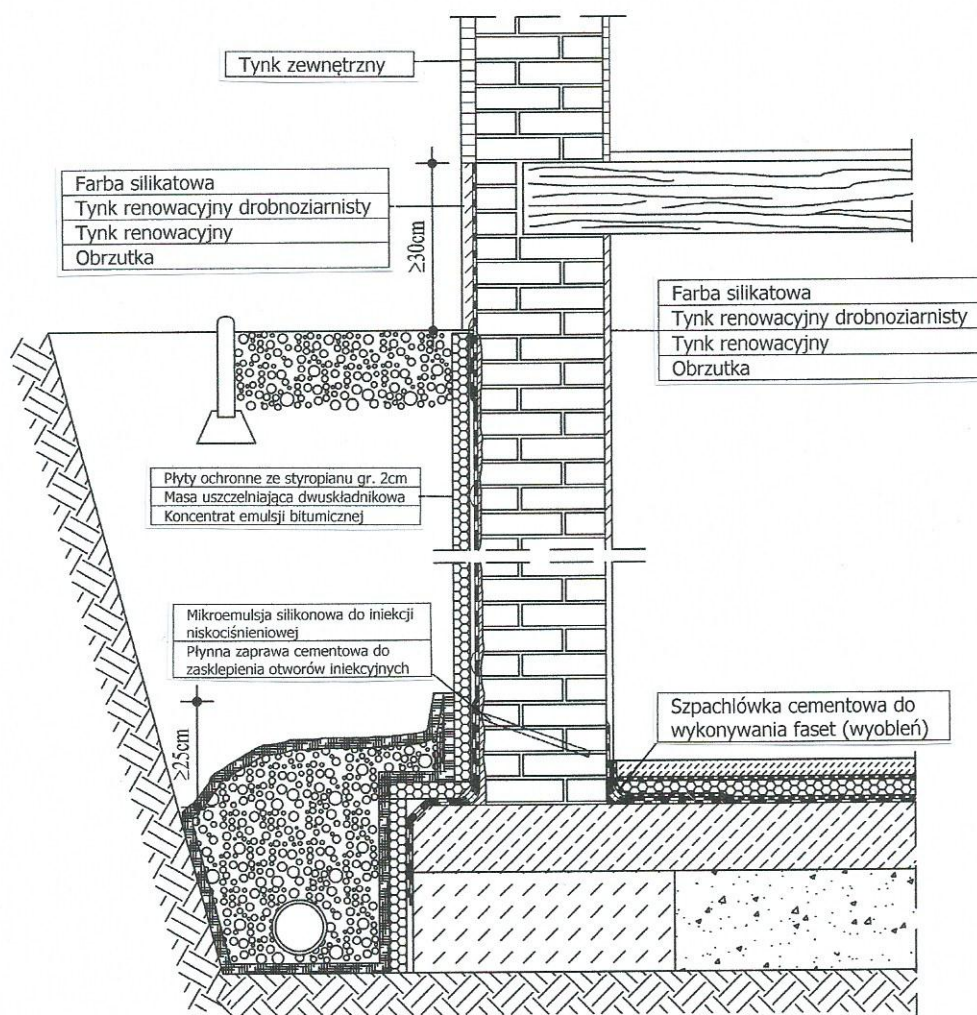 Tynk zewnętrzny
Farba silikatowa
Tynk renowacyjny drobnoziarnisty
Tynk renowacyjny
Obrzutka
≥30cm
Farba silikatowa
Tynk renowacyjny drobnoziarnisty
Tynk renowacyjny
Obrzutka
Płyty ochronne ze styropianu gr. 2cm
Masa uszczelniająca dwuskładnikowa
Koncentrat emulsji bitumicznej
Mikroemulsja silikonowa do iniekcji
niskociśnieniowej
Płynna zaprawa cementowa do
zasklepienia otworów iniekcyjnych
Szpachlówka cementowa do
wykonywania faset (wyobleń)
≥25cm